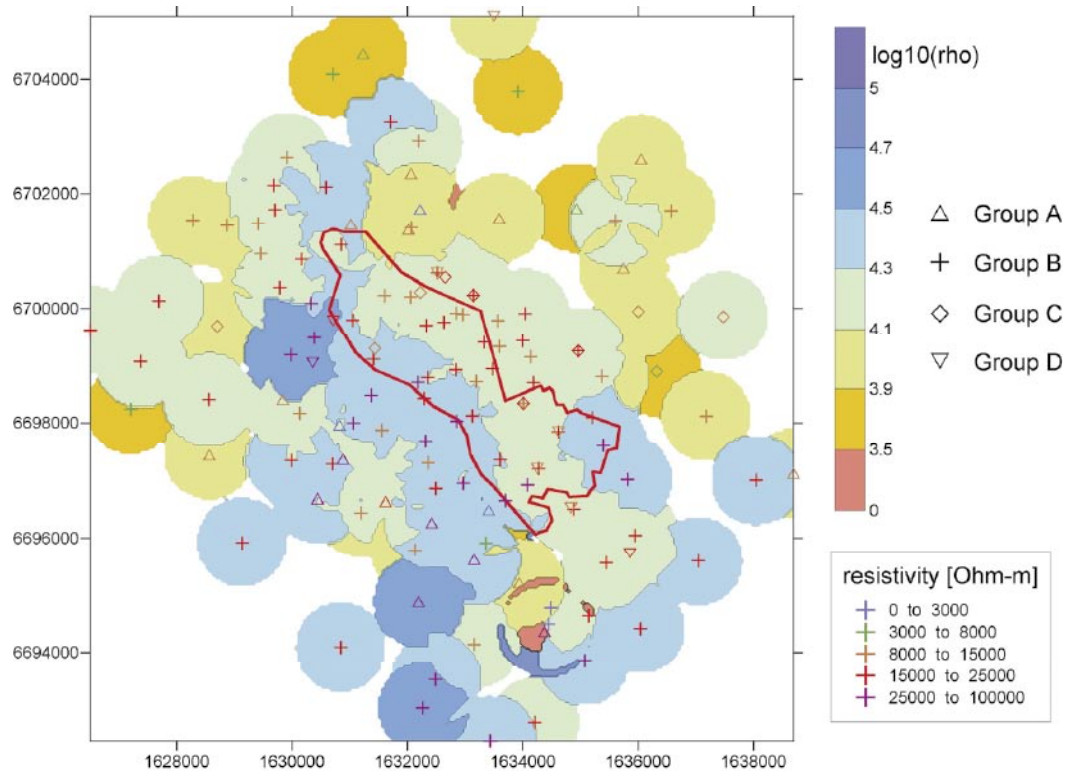 log10(rho)
5
4.7
4.5
4.3
4.1
3.9
3.5
0
Group A
Group B
Group C
Group D
resistivity [Ohm-m]
0 to 3000
3000 to 8000
8000 to 15000
15000 to 25000
25000 to 100000
6704000
6702000
6700000
6698000
6696000
6694000
1628000 1630000 1632000 1634000 1636000 1638000